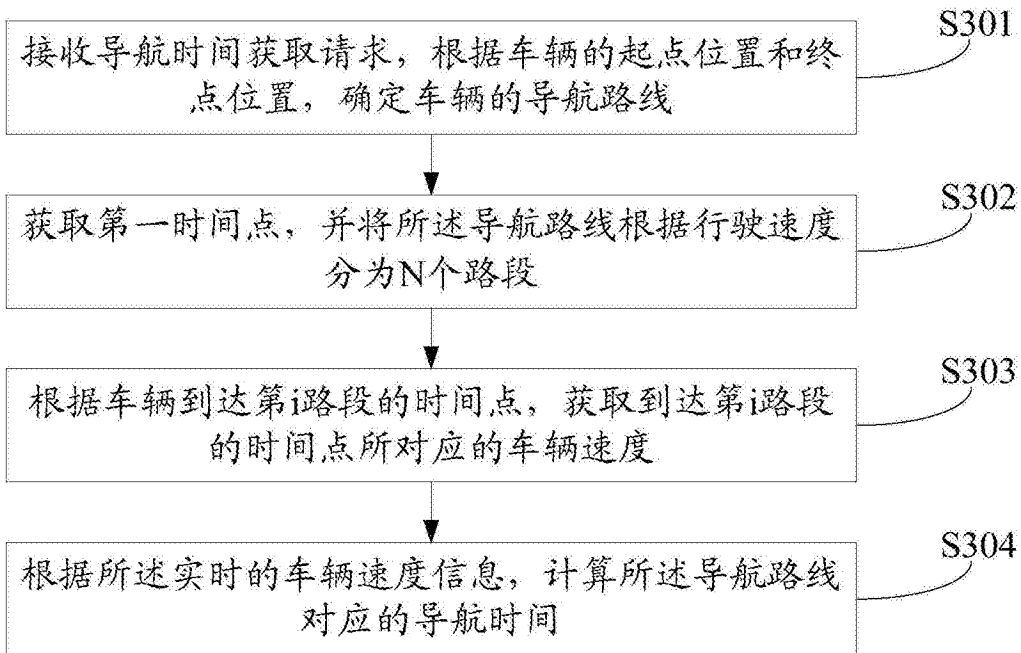 S301
接收导航时间获取请求，根据车辆的起点位置和终
点位置，确定车辆的导航路线
S302
获取第一时间点，并将所述导航路线根据行驶速度
分为N个路段
S303
根据车辆到达第i路段的时间点，获取到达第i路段
的时间点所对应的车辆速度
S304
根据所述实时的车辆速度信息，计算所述导航路线
对应的导航时间